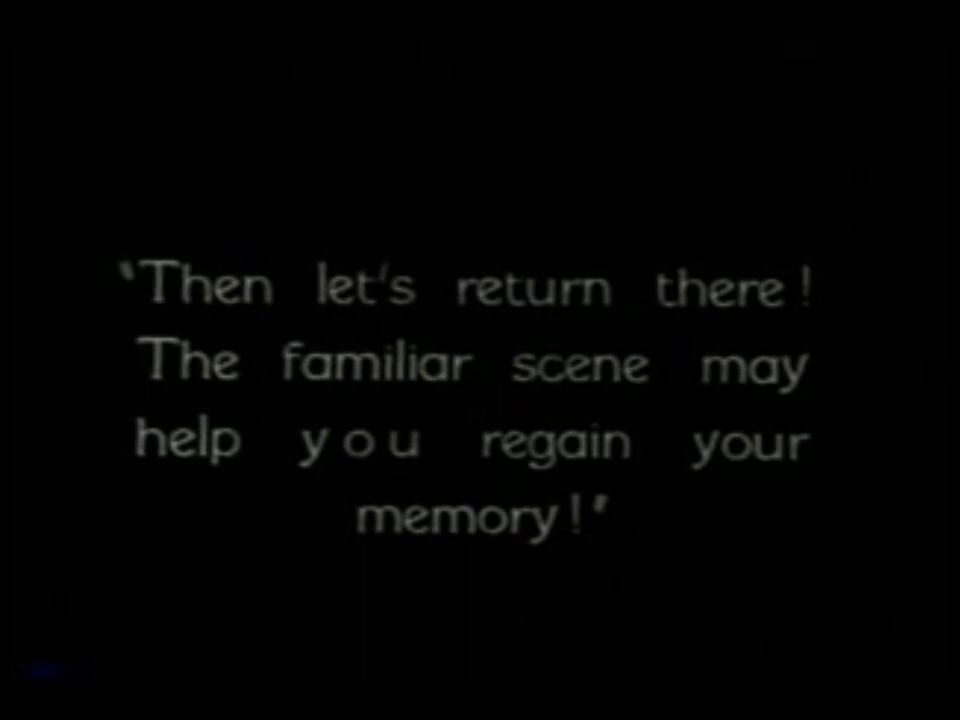 "Then let's return there!
The familiar scene may
help you regain your
memory!"